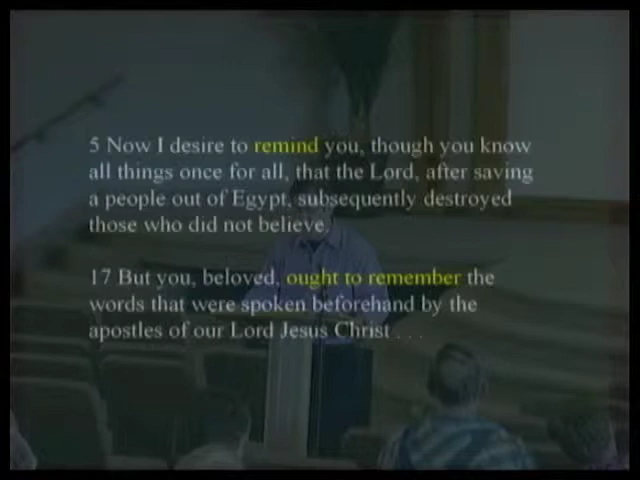 5 Now I desire to remind you, though you know
all things once for all, that the Lord, after saving
a people out of Egypt, subsequently destroyed
those who did not believe.
17 But you, beloved, ought to remember the
words that were spoken beforehand by the
apostles of our Lord Jesus Christ . . .